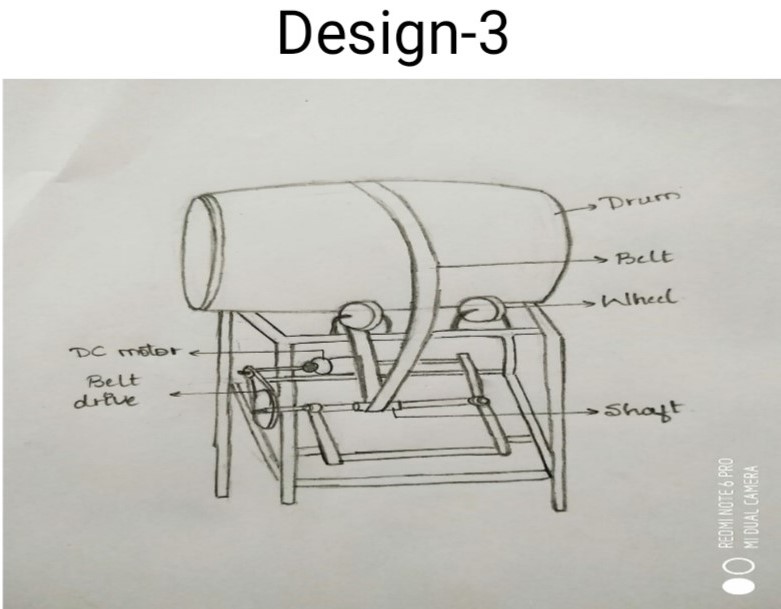 Design-3
Drum
Belt
Wheel
DC motor
Belt
drive
Shaft
REDMI NOTE 6 PRO
MI DUAL CAMERA